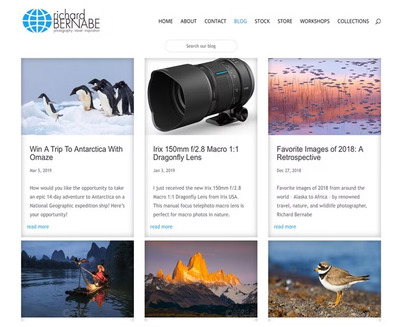 richard
BERNABE
photography · travel · inspiration
HOME ABOUT CONTACT BLOG STOCK STORE WORKSHOPS COLLECTIONS
Search our blog
Win A Trip To Antarctica With
Omaze
Mar 5, 2019
How would you like the opportunity to take
an epic 14-day adventure to Antarctica on a
National Geographic expedition ship? Here's
your opportunity!
read more
Irix 150mm f/2.8 Macro 1:1
Dragonfly Lens
Jan 3, 2019
I just received the new Irix 150mm f/2.8
Macro 1:1 Dragonfly Lens from Irix USA.
This manual focus telephoto macro lens is
perfect for macro photos in nature.
read more
Favorite Images of 2018: A
Retrospective
Dec 27, 2018
Favorite images of 2018 from around the
world - Alaska to Africa - by renowned
travel, nature, and wildlife photographer,
Richard Bernabe
read more